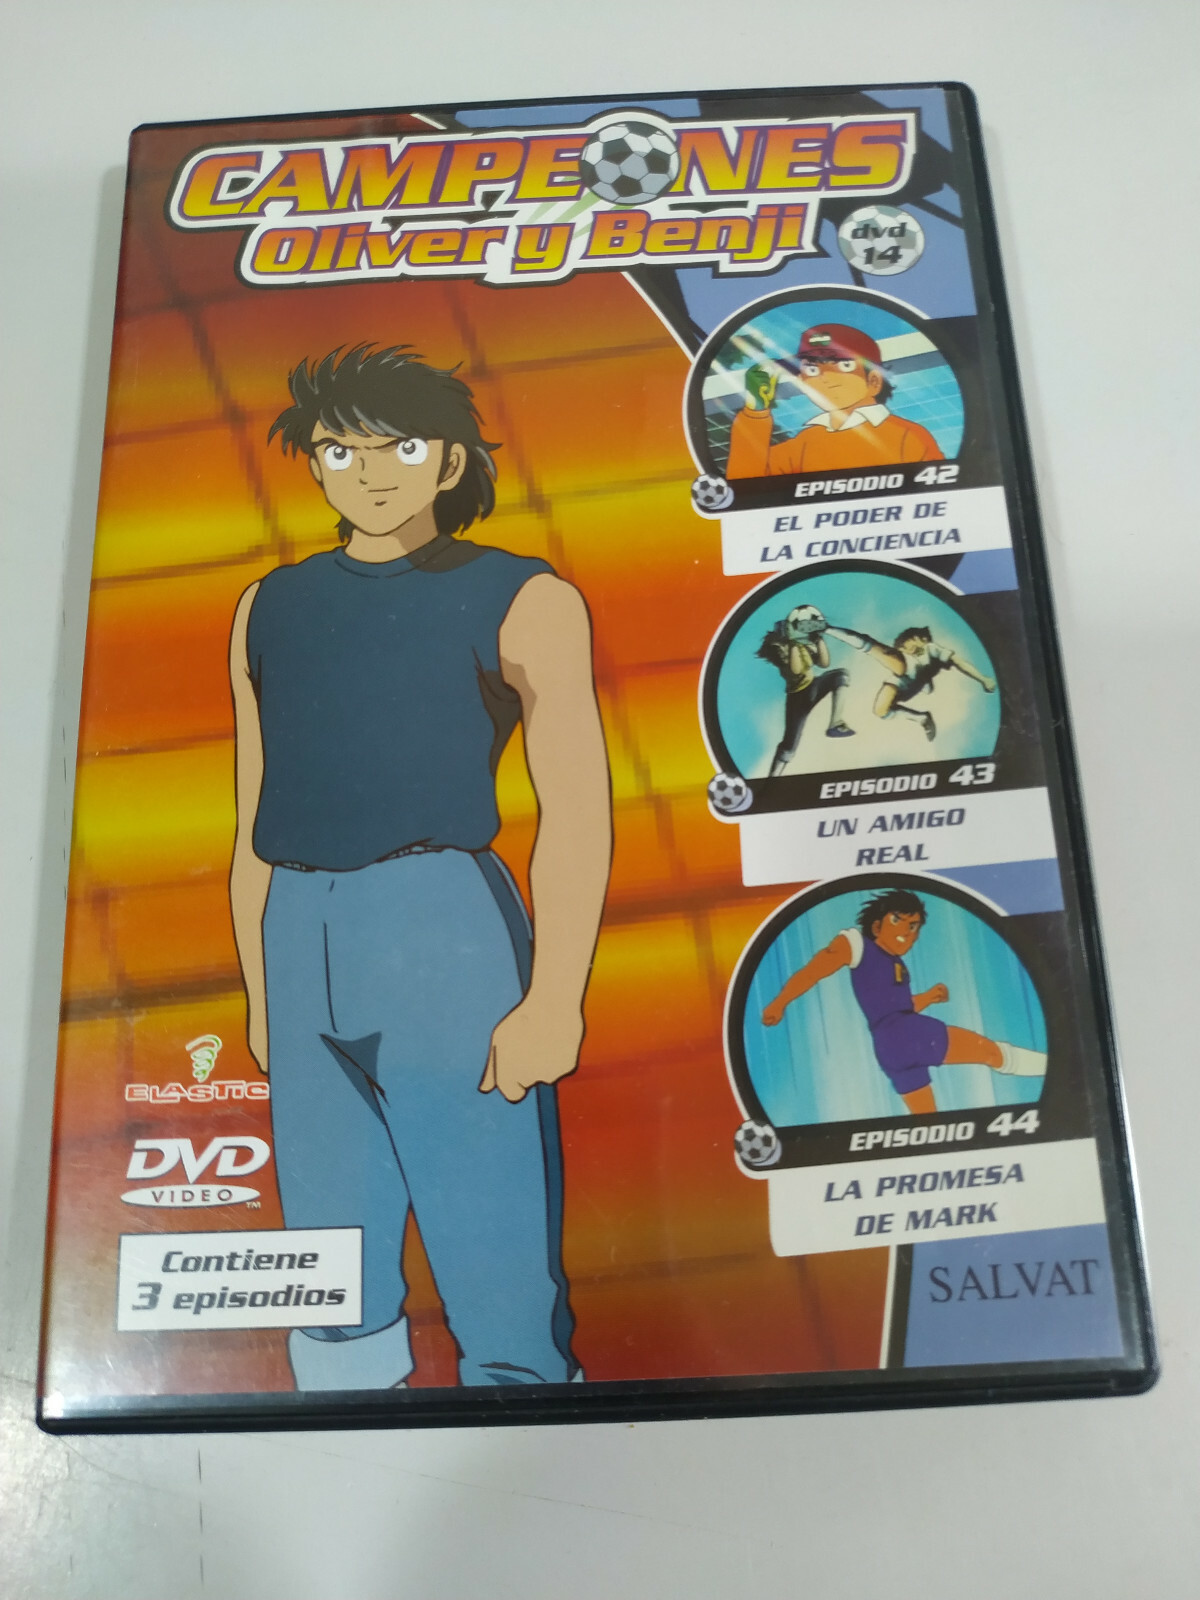 CAMPEONES
Oliver y Benji
dvd
14
EPISODIO 42
EL PODER DE
LA CONCIENCIA
EPISODIO 43
UN AMIGO
REAL
EPISODIO 44
LA PROMESA
DE MARK
SALVAT
ELASTIC
DVD
VIDEO
TM
Contiene
3 episodios